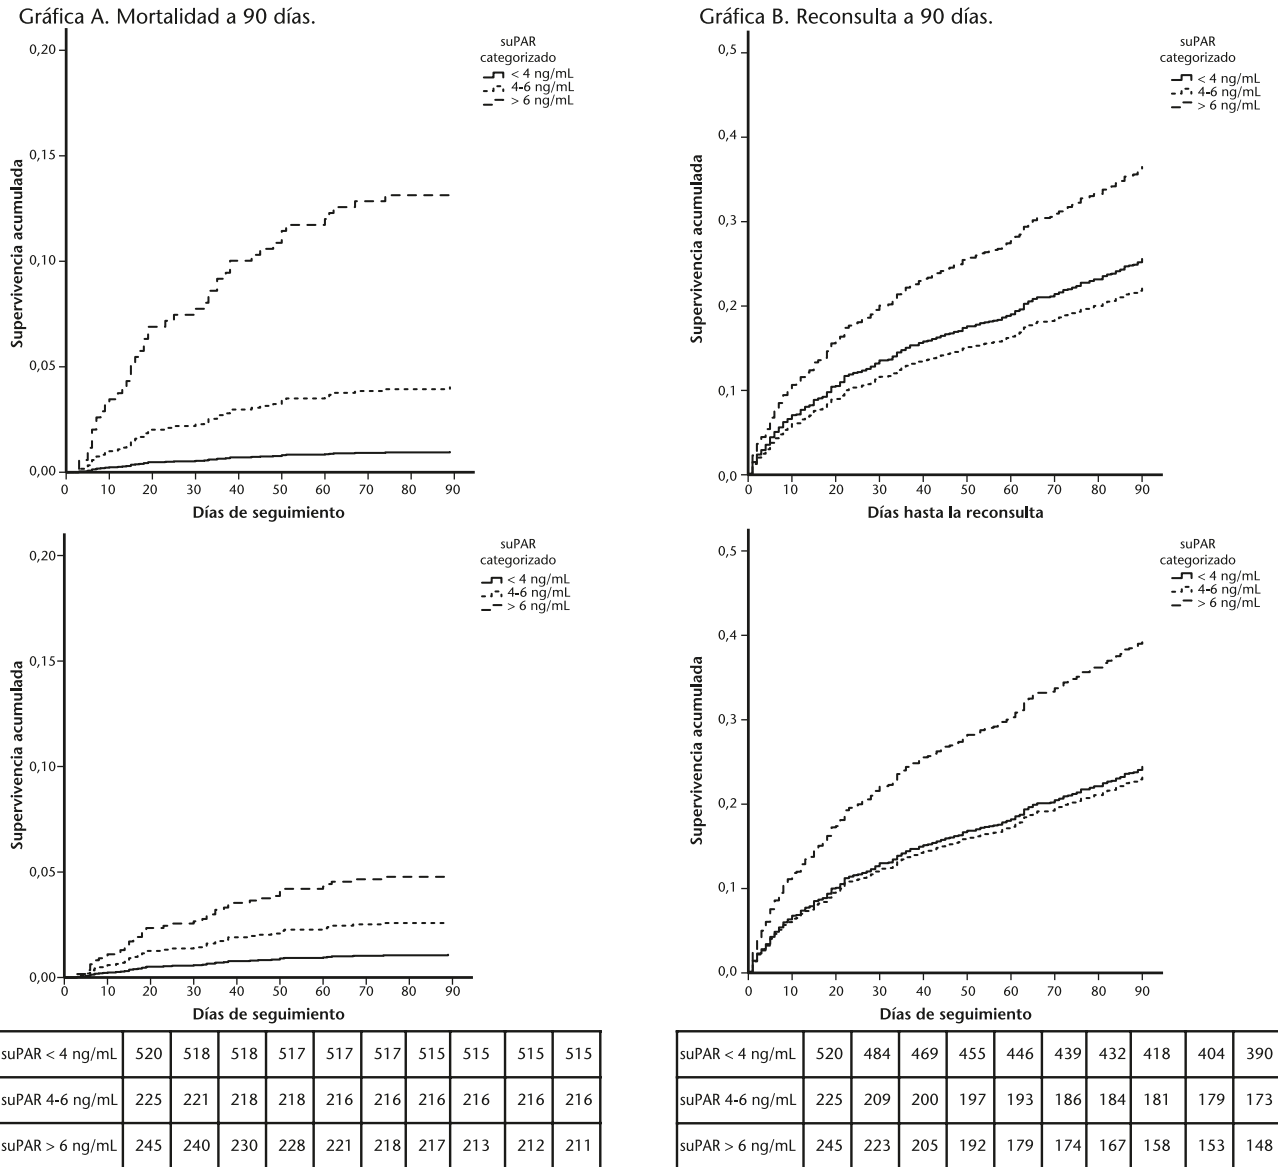 Gráfica A. Mortalidad a 90 días.
0,20
0,15
0,10
0,05
0,00
Supervivencia acumulada
suPAR
categorizado
< 4 ng/mL
4-6 ng/mL
> 6 ng/mL
0 10 20 30 40 50 60 70 80 90
Días de seguimiento
Gráfica B. Reconsulta a 90 días.
0,5
0,4
0,3
0,2
0,1
0,0
Supervivencia acumulada
suPAR
categorizado
< 4 ng/mL
4-6 ng/mL
> 6 ng/mL
0 10 20 30 40 50 60 70 80 90
Días hasta la reconsulta
0,20
0,15
0,10
0,05
0,00
Supervivencia acumulada
suPAR
categorizado
< 4 ng/mL
4-6 ng/mL
> 6 ng/mL
0 10 20 30 40 50 60 70 80 90
Días de seguimiento
0,5
0,4
0,3
0,2
0,1
0,0
Supervivencia acumulada
suPAR
categorizado
< 4 ng/mL
4-6 ng/mL
> 6 ng/mL
0 10 20 30 40 50 60 70 80 90
Días de seguimiento
suPAR < 4 ng/mL 520 518 518 517 517 517 515 515 515 515
suPAR 4-6 ng/mL 225 221 218 218 216 216 216 216 216 216
suPAR > 6 ng/mL 245 240 230 228 221 218 217 213 212 211
suPAR < 4 ng/mL 520 484 469 455 446 439 432 418 404 390
suPAR 4-6 ng/mL 225 209 200 197 193 186 184 181 179 173
suPAR > 6 ng/mL 245 223 205 192 179 174 167 158 153 148